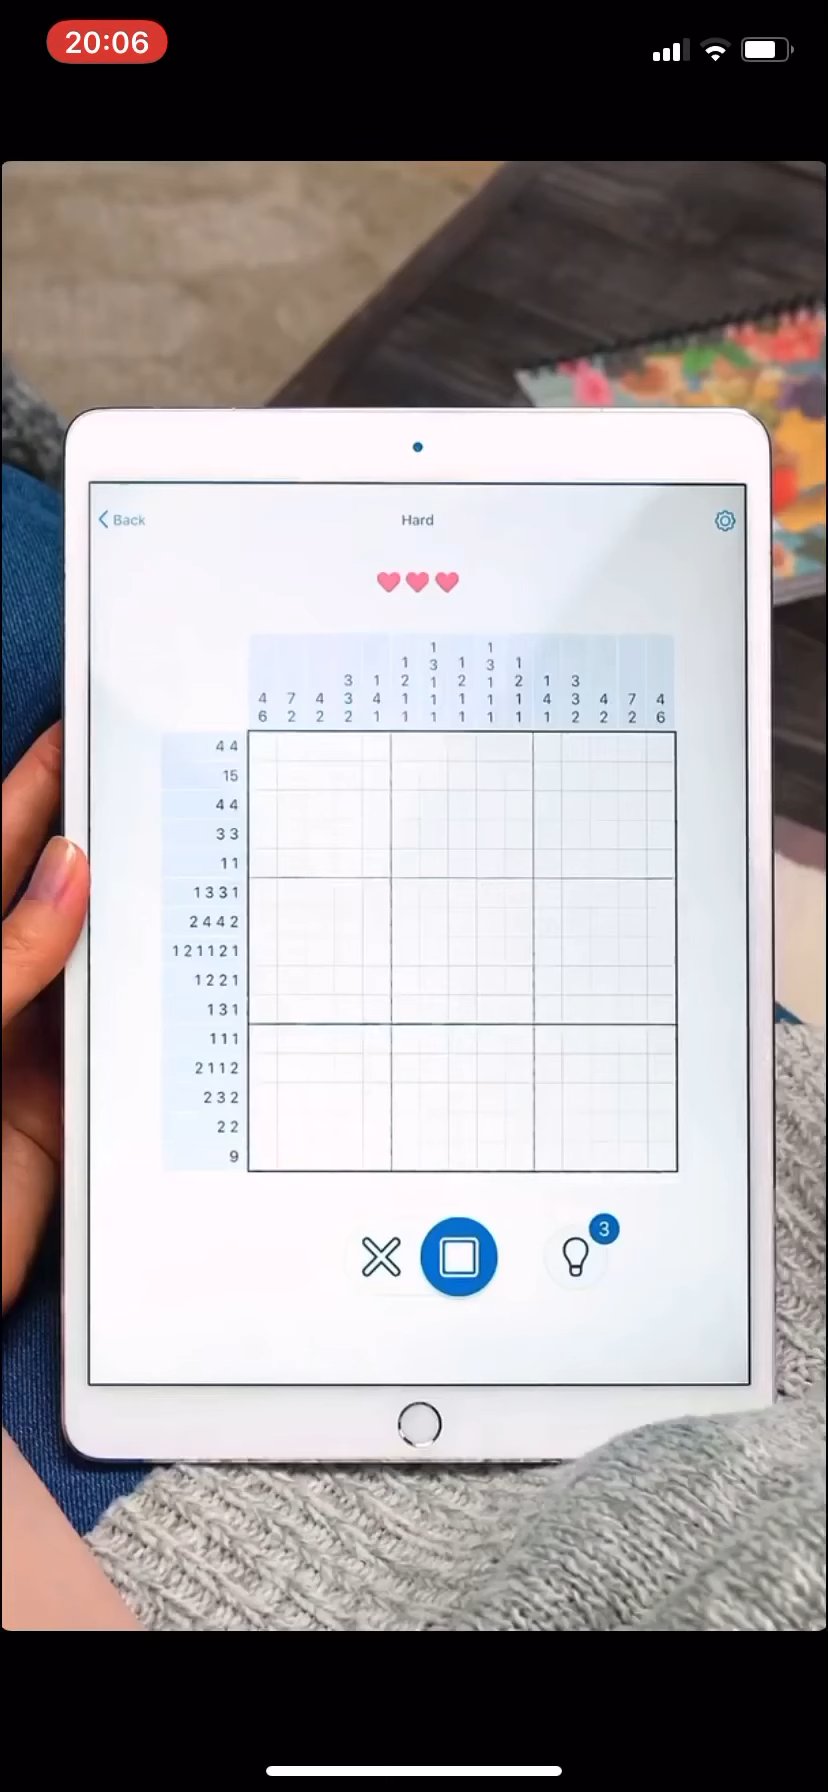 20:06
Back Hard
1 1
1 3 1 3 1
3 1 2 1 2 1 2 1 3
4 7 4 3 4 1 1 1 1 1 4 3 4 7 4
6 2 2 2 1 1 1 1 1 1 1 2 2 2 6
4 4
15
4 4
3 3
1 1
1 3 3 1
2 4 4 2
1 2 1 1 2 1
1 2 2 1
1 3 1
1 1 1
2 1 1 2
2 3 2
2 2
9
3